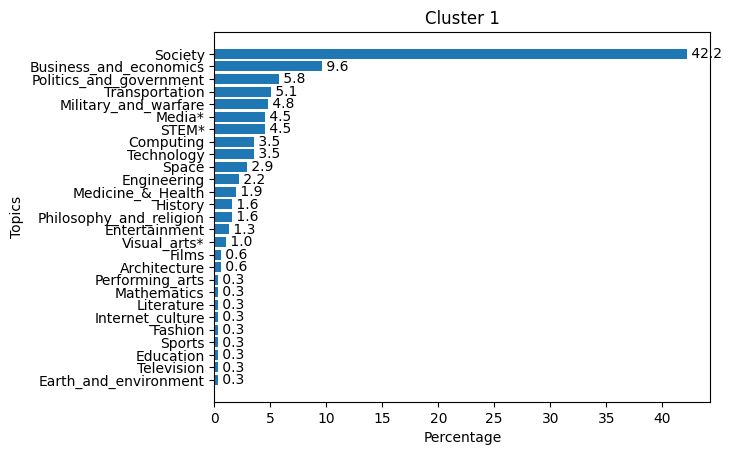 Cluster 1
Society 42.2
Business_and_economics 9.6
Politics_and_government 5.8
Transportation 5.1
Military_and_warfare 4.8
Media* 4.5
STEM* 4.5
Computing 3.5
Technology 3.5
Space 2.9
Engineering 2.2
Medicine_&_Health 1.9
History 1.6
Philosophy_and_religion 1.6
Entertainment 1.3
Visual_arts* 1.0
Films 0.6
Architecture 0.6
Performing_arts 0.3
Mathematics 0.3
Literature 0.3
Internet_culture 0.3
Fashion 0.3
Sports 0.3
Education 0.3
Television 0.3
Earth_and_environment 0.3
Topics
0 5 10 15 20 25 30 35 40
Percentage